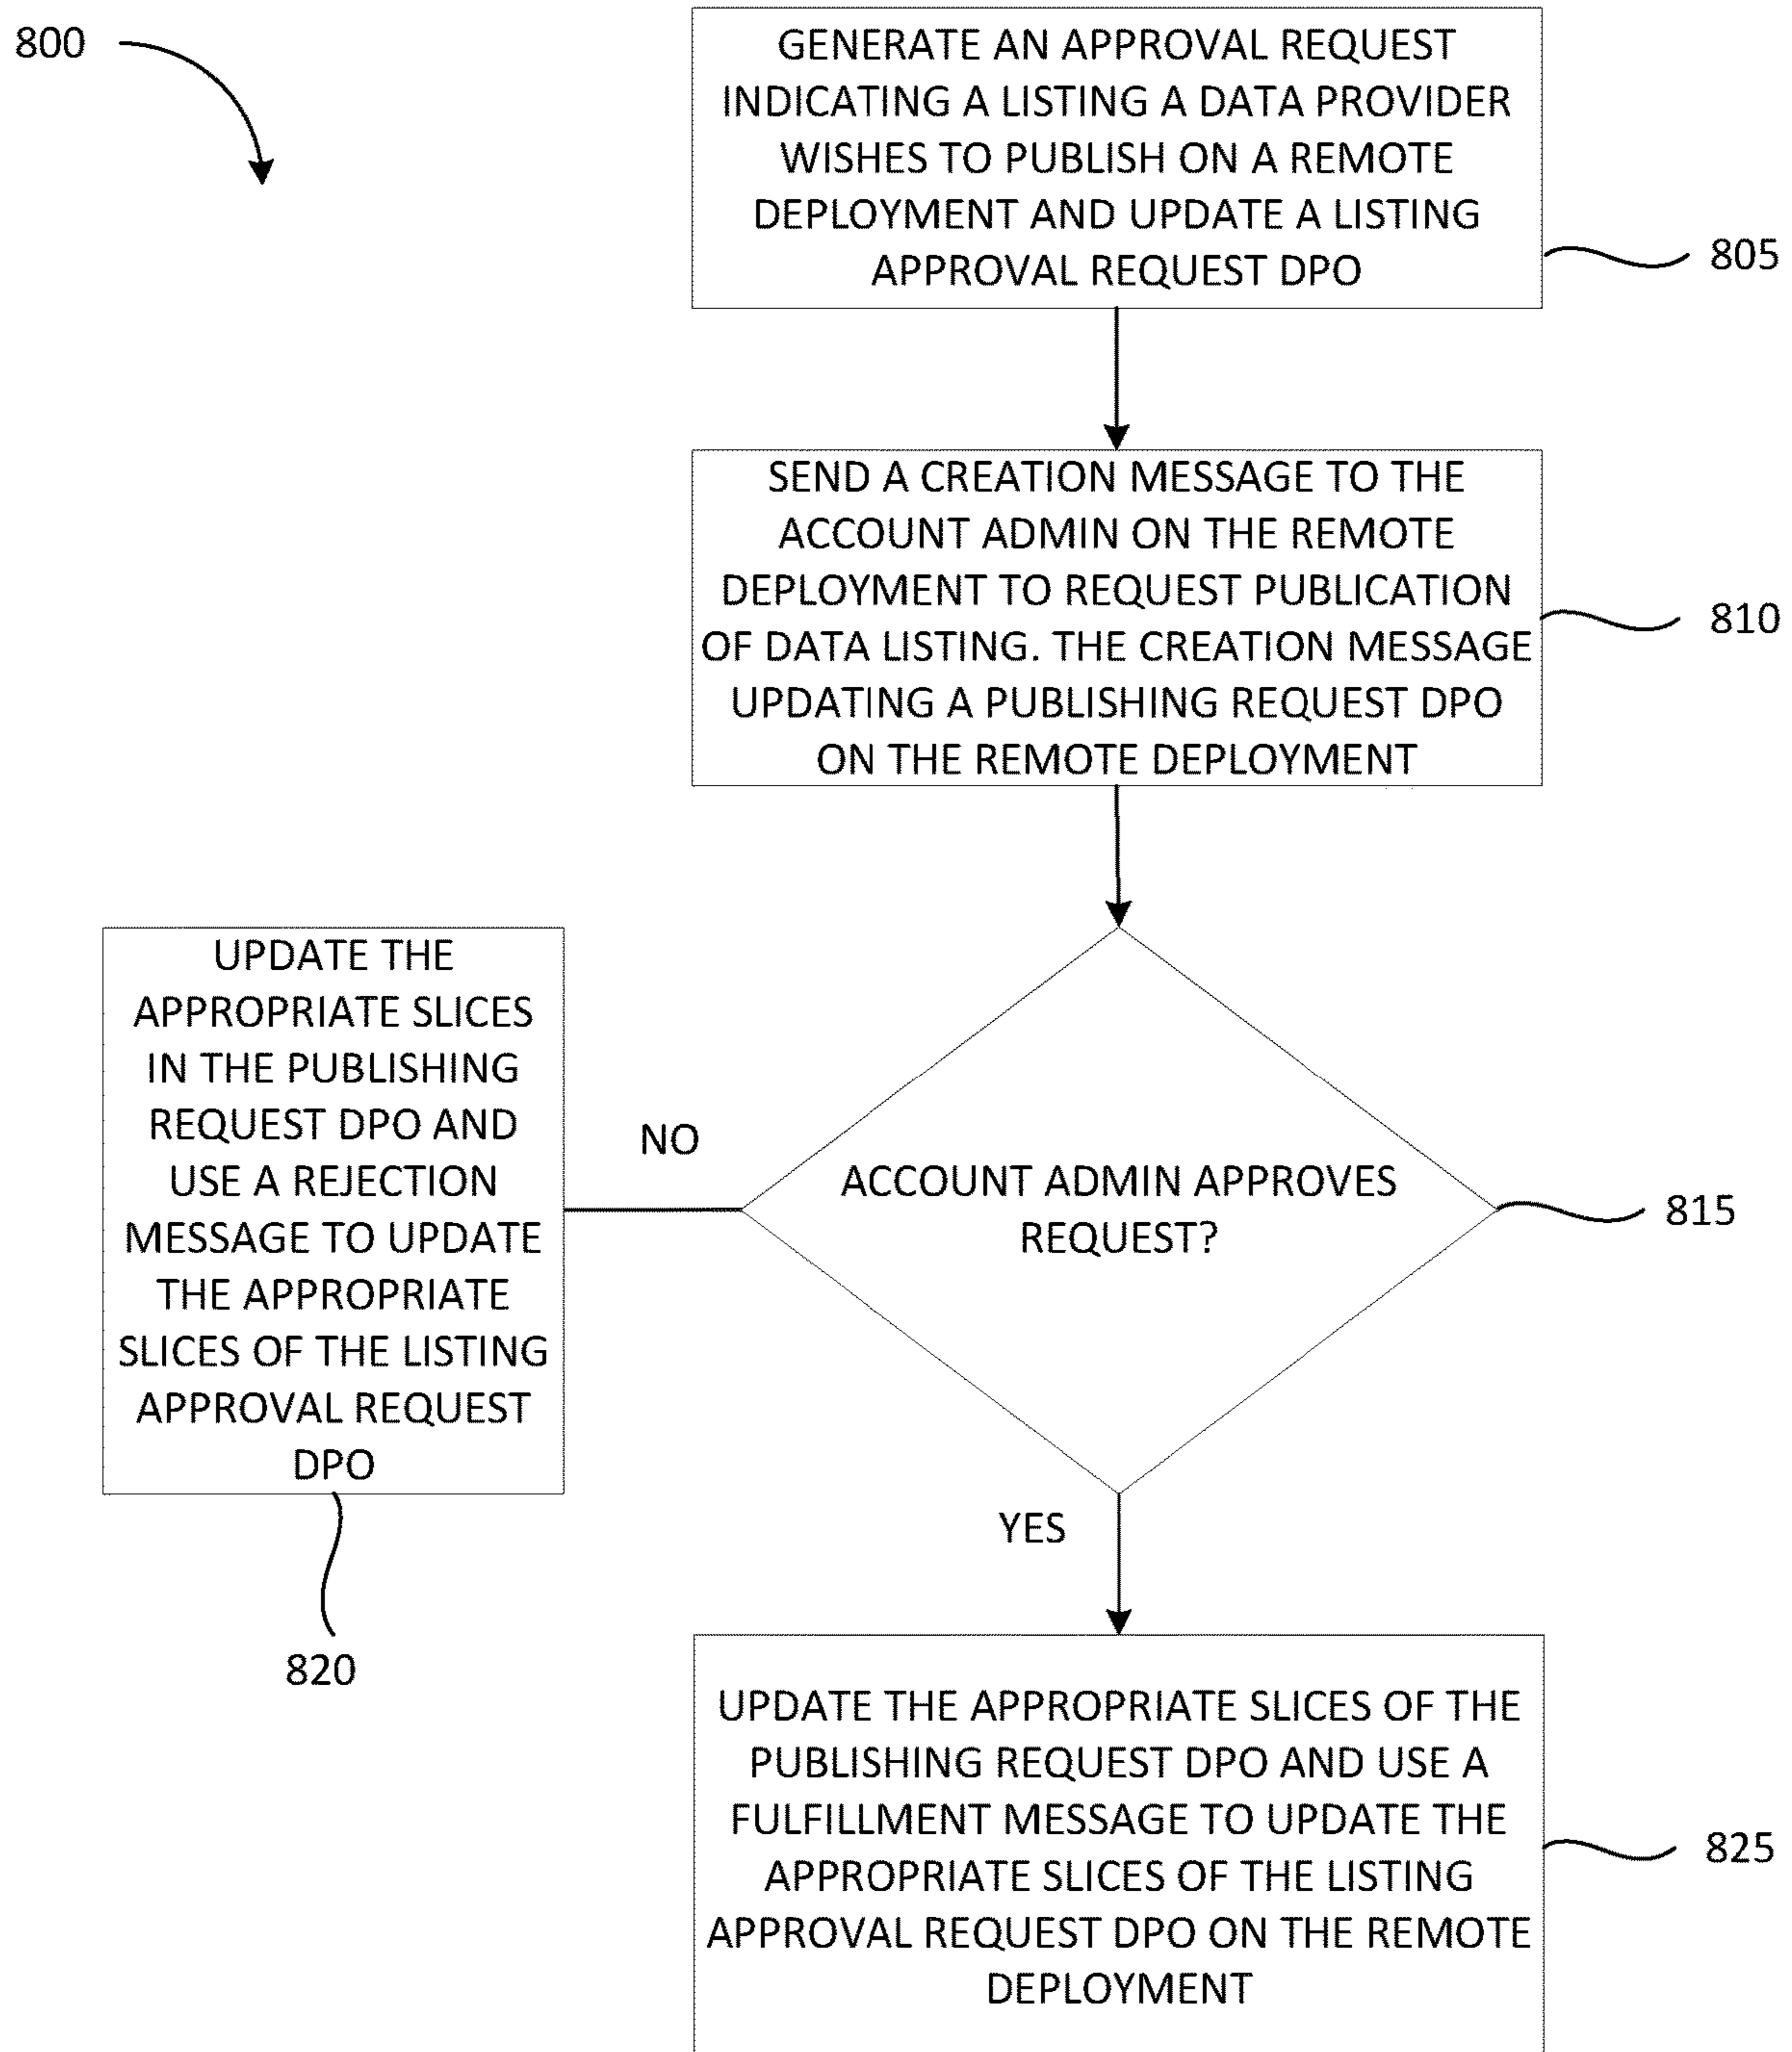 800
GENERATE AN APPROVAL REQUEST
INDICATING A LISTING A DATA PROVIDER
WISHES TO PUBLISH ON A REMOTE
DEPLOYMENT AND UPDATE A LISTING
APPROVAL REQUEST DPO
805
SEND A CREATION MESSAGE TO THE
ACCOUNT ADMIN ON THE REMOTE
DEPLOYMENT TO REQUEST PUBLICATION
OF DATA LISTING. THE CREATION MESSAGE
UPDATING A PUBLISHING REQUEST DPO
ON THE REMOTE DEPLOYMENT
810
ACCOUNT ADMIN APPROVES
REQUEST?
815
NO
UPDATE THE
APPROPRIATE SLICES
IN THE PUBLISHING
REQUEST DPO AND
USE A REJECTION
MESSAGE TO UPDATE
THE APPROPRIATE
SLICES OF THE LISTING
APPROVAL REQUEST
DPO
820
YES
UPDATE THE APPROPRIATE SLICES OF THE
PUBLISHING REQUEST DPO AND USE A
FULFILLMENT MESSAGE TO UPDATE THE
APPROPRIATE SLICES OF THE LISTING
APPROVAL REQUEST DPO ON THE REMOTE
DEPLOYMENT
825